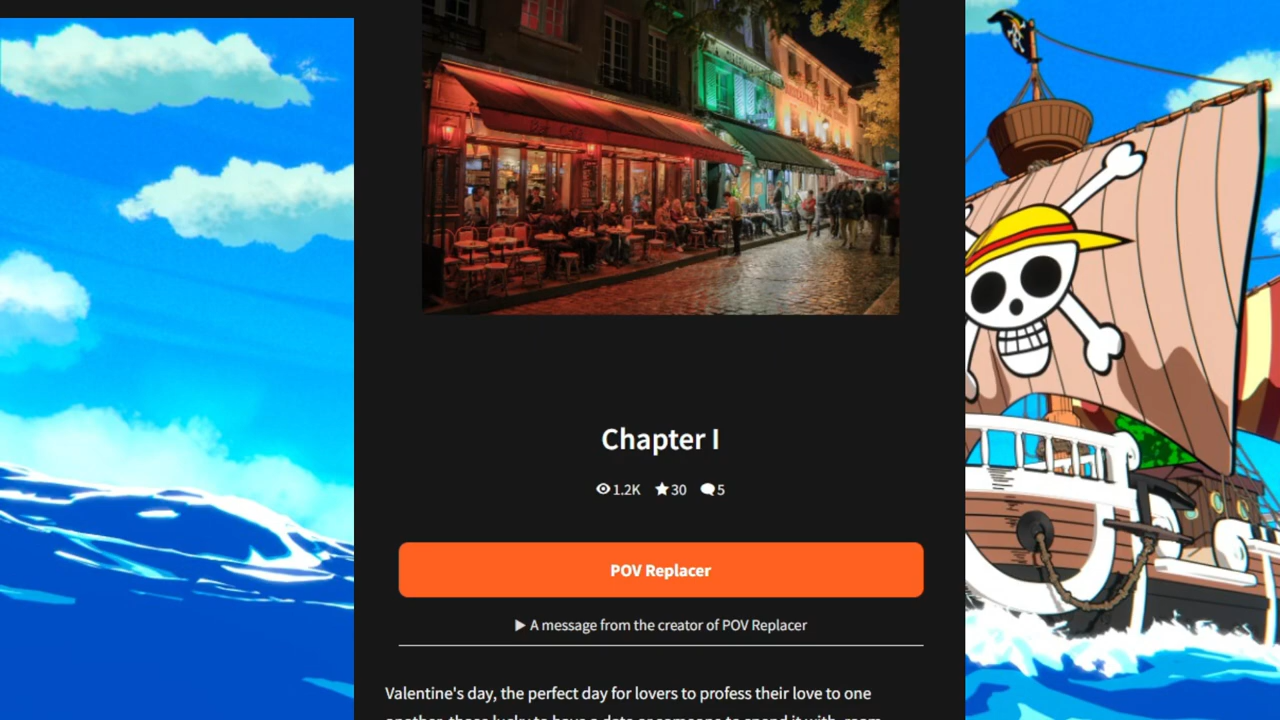 Chapter I
1.2K 30 5
POV Replacer
▶ A message from the creator of POV Replacer
Valentine's day, the perfect day for lovers to profess their love to one